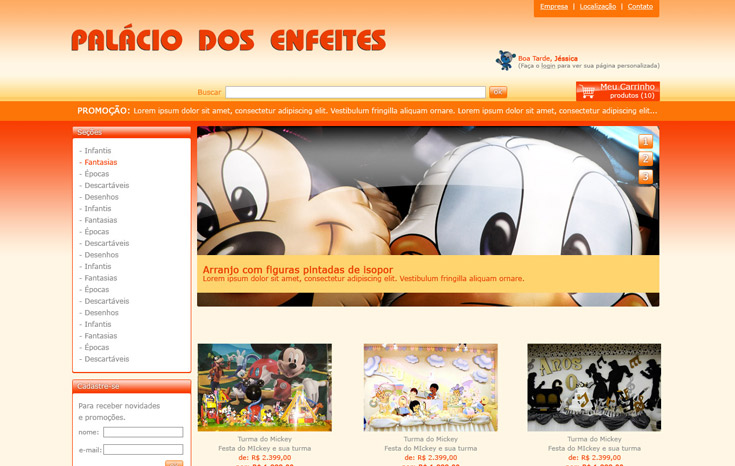 Empresa | Localização | Contato
PALÁCIO DOS ENFEITES
Boa Tarde, Jéssica
(Faça o login para ver sua página personalizada)
Buscar
OK
Meu Carrinho
produtos (10)
PROMOÇÃO: Lorem ipsum dolor sit amet, consectetur adipiscing elit. Vestibulum fringilla aliquam ornare. Lorem ipsum dolor sit amet, consectetur adipiscing elit...
Seções
- Infantis
- Fantasias
- Épocas
- Descartáveis
- Desenhos
- Infantis
- Fantasias
- Épocas
- Descartáveis
- Desenhos
- Infantis
- Fantasias
- Épocas
- Descartáveis
- Desenhos
- Infantis
- Fantasias
- Épocas
- Descartáveis
1
2
3
Arranjo com figuras pintadas de isopor
Lorem ipsum dolor sit amet, consectetur adipiscing elit. Vestibulum fringilla aliquam ornare.
Cadastre-se
Para receber novidades
e promoções.
nome:
e-mail:
Turma do Mickey
Festa do MIckey e sua turma
de: R$ 2.399,00
Turma do Mickey
Festa do MIckey e sua turma
de: R$ 2.399,00
Anos
Turma do Mickey
Festa do MIckey e sua turma
de: R$ 2.399,00